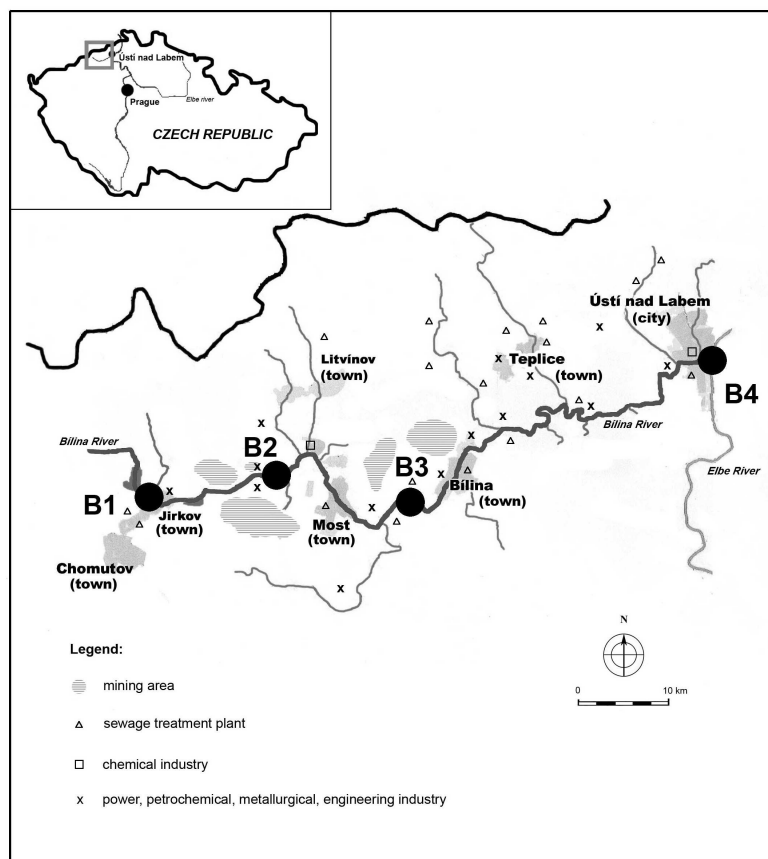 Ústí nad Labem
Elbe river
Prague
CZECH REPUBLIC
Ústí nad Labem
(city)
Litvínov
(town)
Teplice
(town)
B4
Bílina River
Bílina River
B2
B3
Elbe River
B1
Bílina
(town)
Jirkov
(town)
Most
(town)
Chomutov
(town)
N
Legend:
mining area
0 10 km
sewage treatment plant
chemical industry
x power, petrochemical, metallurgical, engineering industry